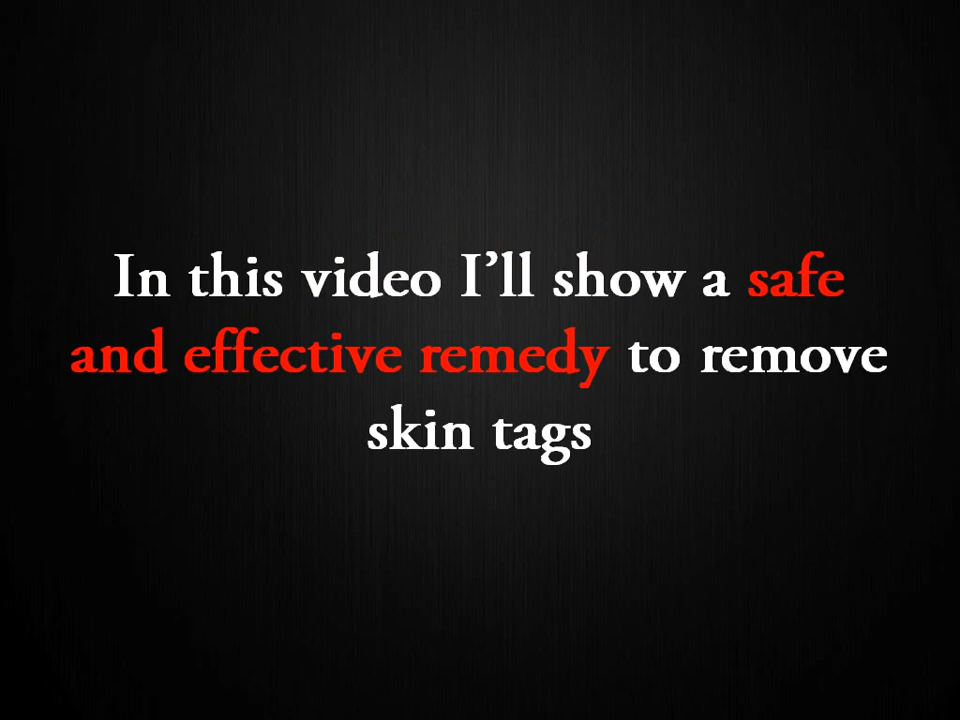 In this video I’ll show a safe
and effective remedy to remove
skin tags